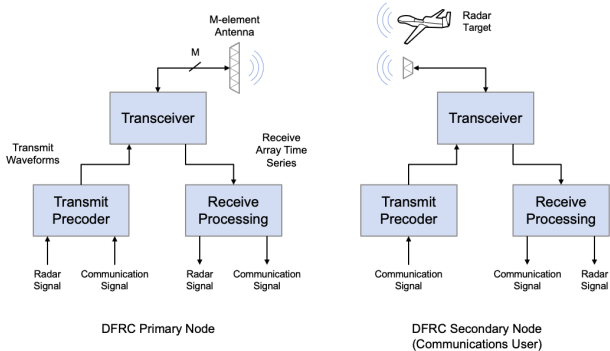 M-element
Antenna
M
Transceiver
Transmit
Waveforms
Receive
Array Time
Series
Transmit
Precoder
Receive
Processing
Radar
Signal
Communication
Signal
Radar
Signal
Communication
Signal
DFRC Primary Node
Radar
Target
Transceiver
Transmit
Precoder
Receive
Processing
Communication
Signal
Communication
Signal
Radar
Signal
DFRC Secondary Node
(Communications User)